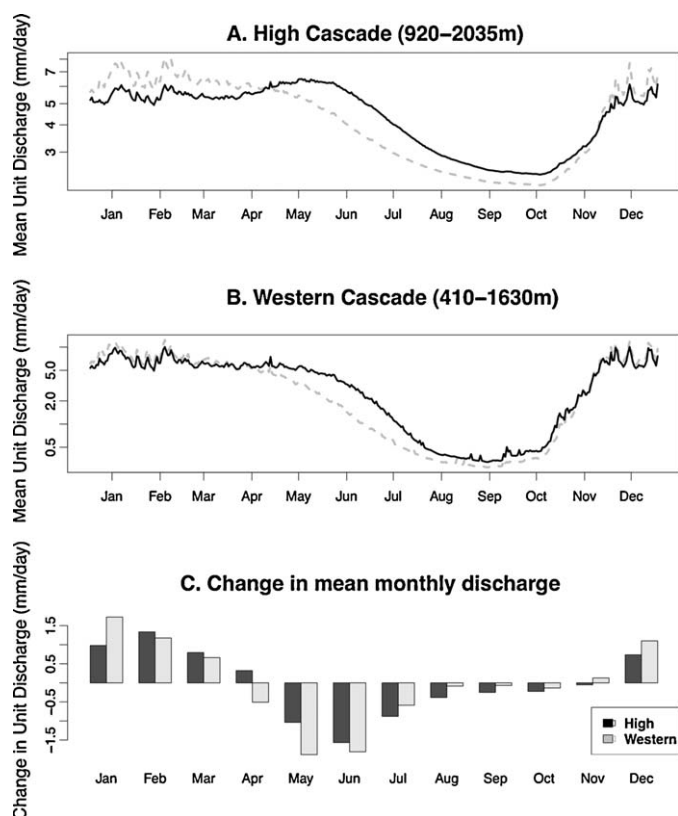 A. High Cascade (920–2035m)
Mean Unit Discharge (mm/day)
7
5
4
3
Jan Feb Mar Apr May Jun Jul Aug Sep Oct Nov Dec
B. Western Cascade (410–1630m)
Mean Unit Discharge (mm/day)
5.0
2.0
0.5
Jan Feb Mar Apr May Jun Jul Aug Sep Oct Nov Dec
C. Change in mean monthly discharge
Change in Unit Discharge (mm/day)
1.5
0.5
−0.5
−1.5
High
Western
Jan Feb Mar Apr May Jun Jul Aug Sep Oct Nov Dec